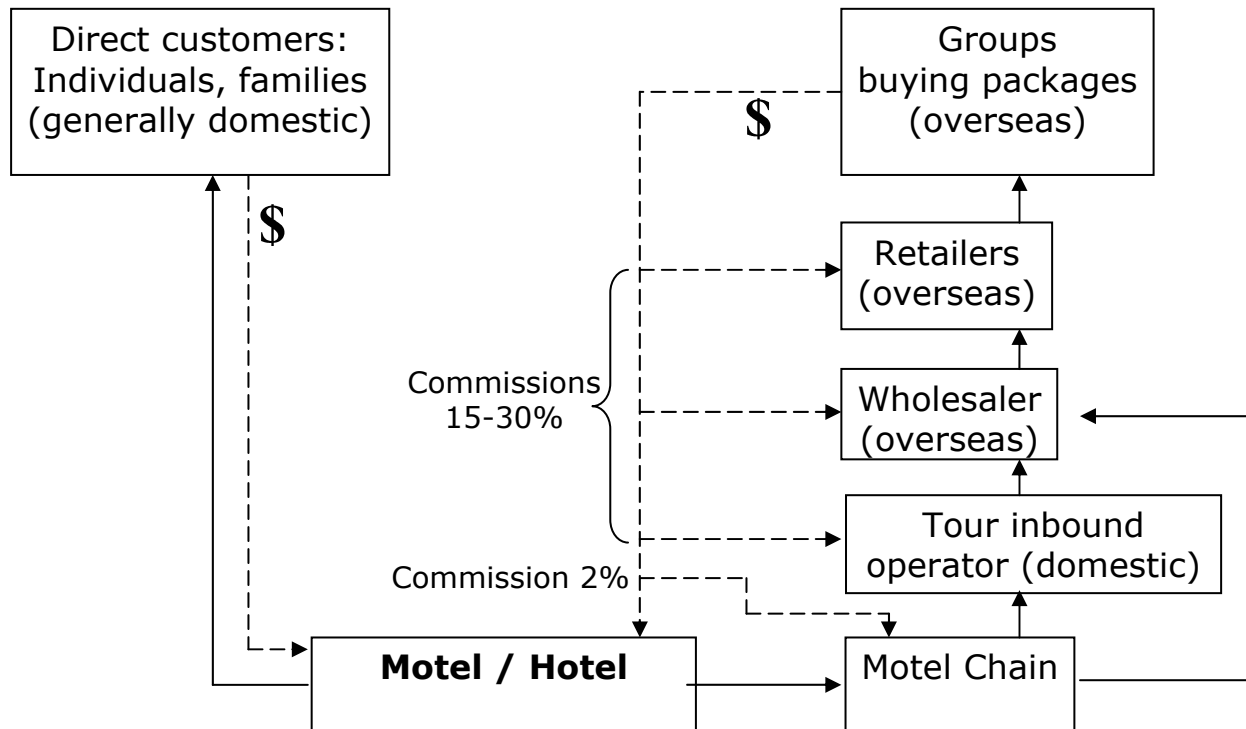 Direct customers:
Individuals, families
(generally domestic)
$
Groups
buying packages
(overseas)
$
Retailers
(overseas)
Commissions
15-30%
Wholesaler
(overseas)
Tour inbound
operator (domestic)
Commission 2%
Motel / Hotel
Motel Chain